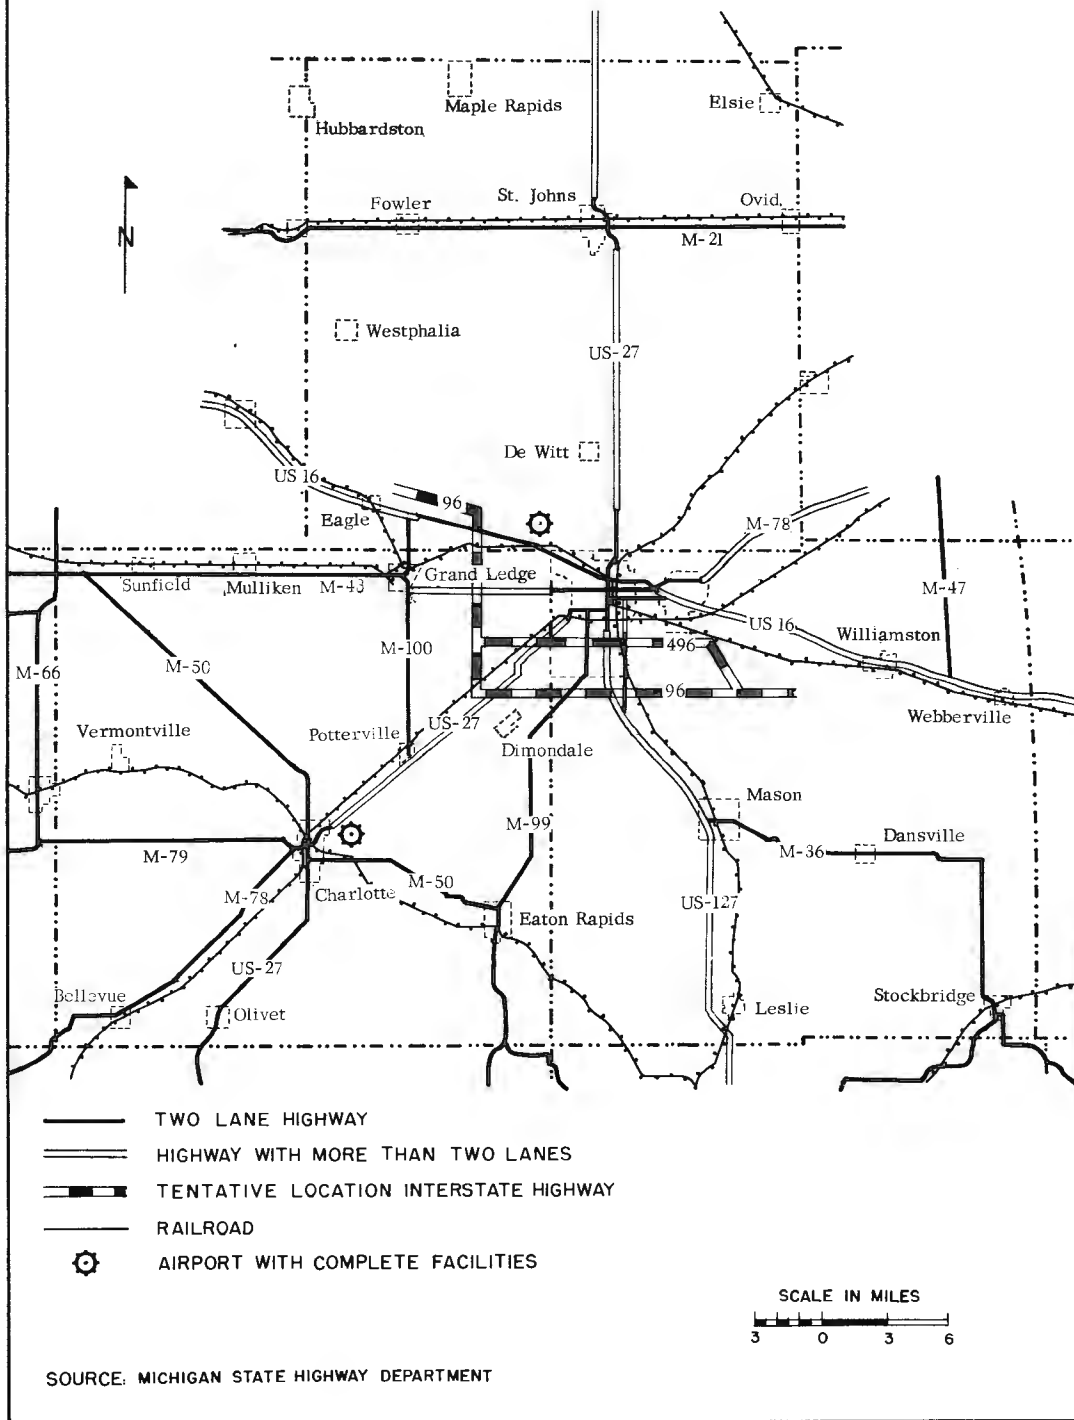 Maple Rapids
Elsie
Hubbardston
St. Johns
Fowler
Ovid
M-21
N
Westphalia
US-27
De Witt
US 16
96
Eagle
M-78
Grand Ledge
Sunfield
Mulliken
M-43
M-47
US 16
Williamston
M-100
496
M-50
M-66
96
US-27
Webberville
Vermontville
Potterville
Dimondale
Mason
M-99
Dansville
M-79
M-36
M-50
M-78
Charlotte
US-127
Eaton Rapids
US-27
Bellevue
Olivet
Leslie
Stockbridge
TWO LANE HIGHWAY
HIGHWAY WITH MORE THAN TWO LANES
TENTATIVE LOCATION INTERSTATE HIGHWAY
RAILROAD
AIRPORT WITH COMPLETE FACILITIES
SCALE IN MILES
3 0 3 6
SOURCE: MICHIGAN STATE HIGHWAY DEPARTMENT